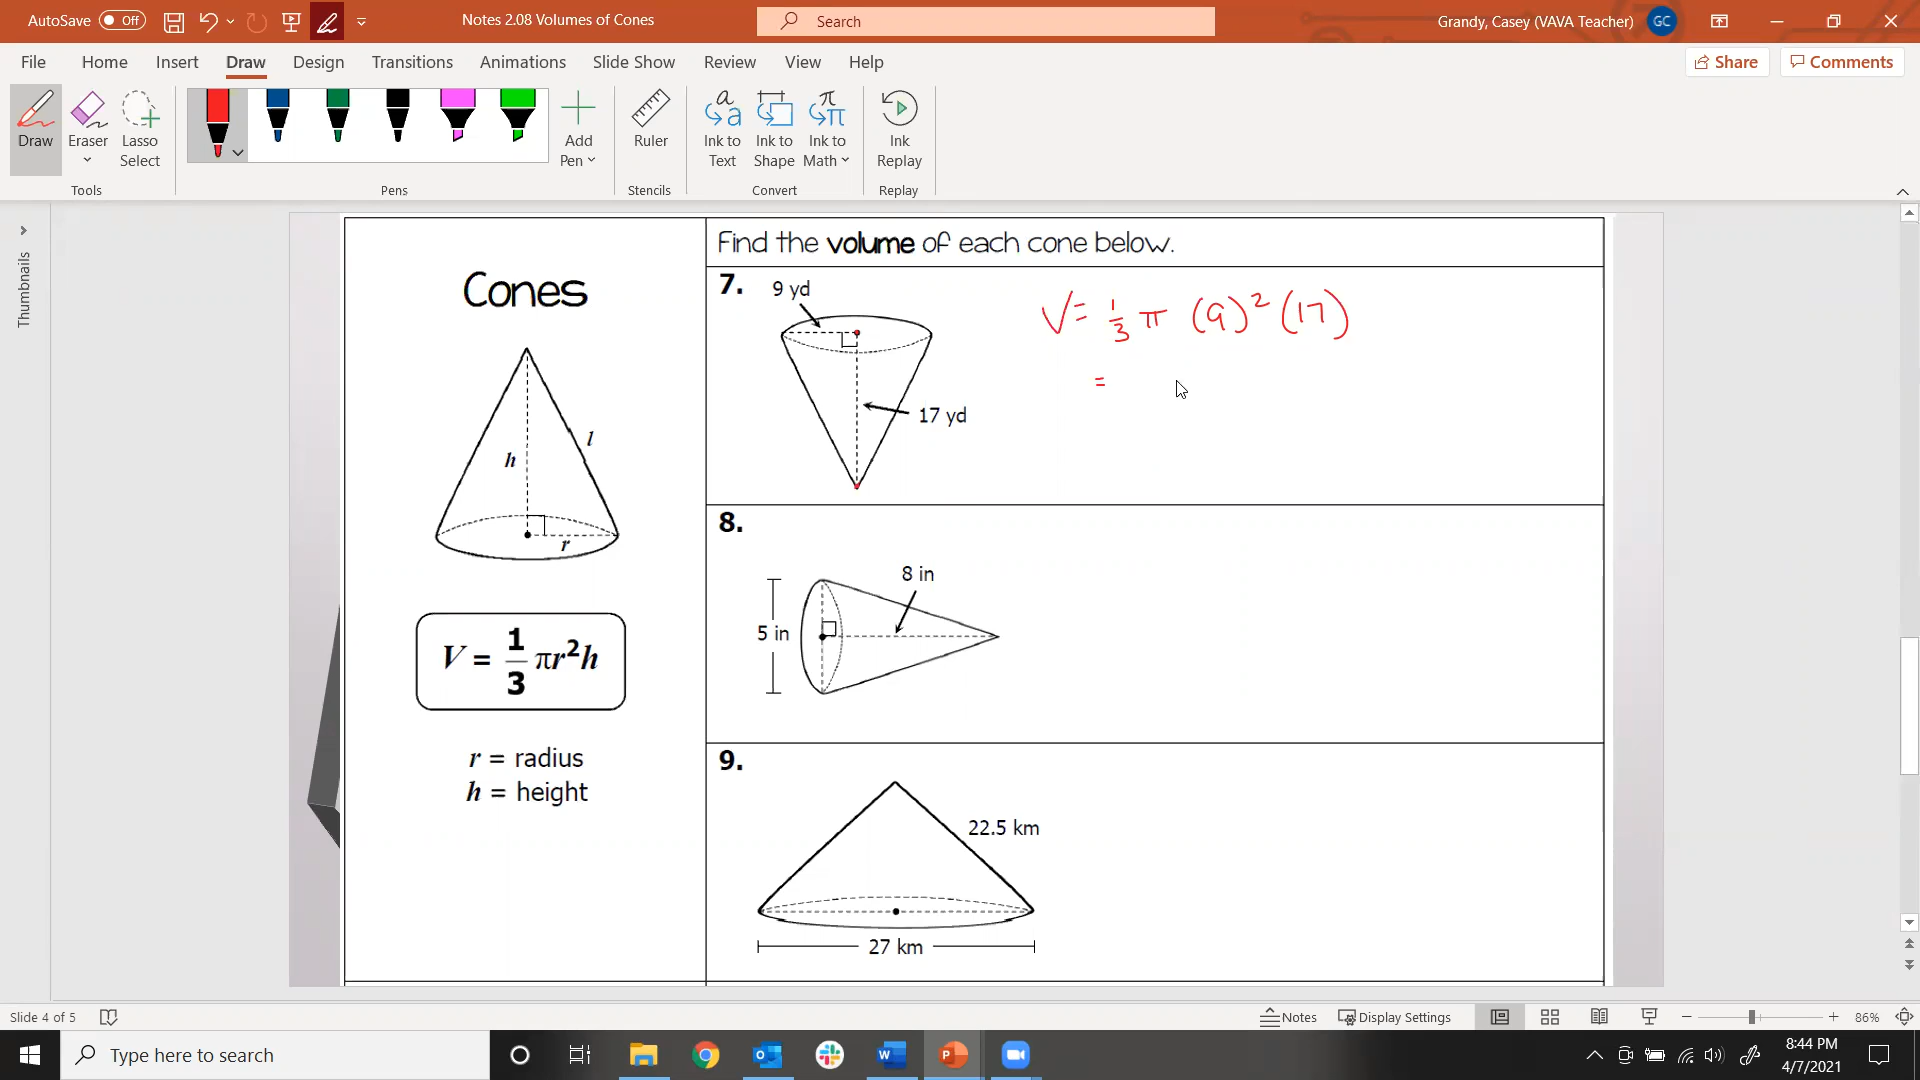 AutoSave Off
Notes 2.08 Volumes of Cones
Search
Grandy, Casey (VAVA Teacher) GC
File Home Insert Draw Design Transitions Animations Slide Show Review View Help
Share Comments
Draw
Eraser
Lasso Select
Add Pen
Ruler
Ink to Text
Ink to Shape
Ink to Math
Ink Replay
Tools Pens Stencils Convert Replay
Thumbnails
Cones
h
l
r
V = 1/3 πr²h
r = radius
h = height
Find the volume of each cone below.
7.
9 yd
17 yd
V = 1/3 π (9)² (17)
=
8.
8 in
5 in
9.
22.5 km
27 km
Slide 4 of 5
Notes Display Settings
86%
Type here to search
8:44 PM
4/7/2021